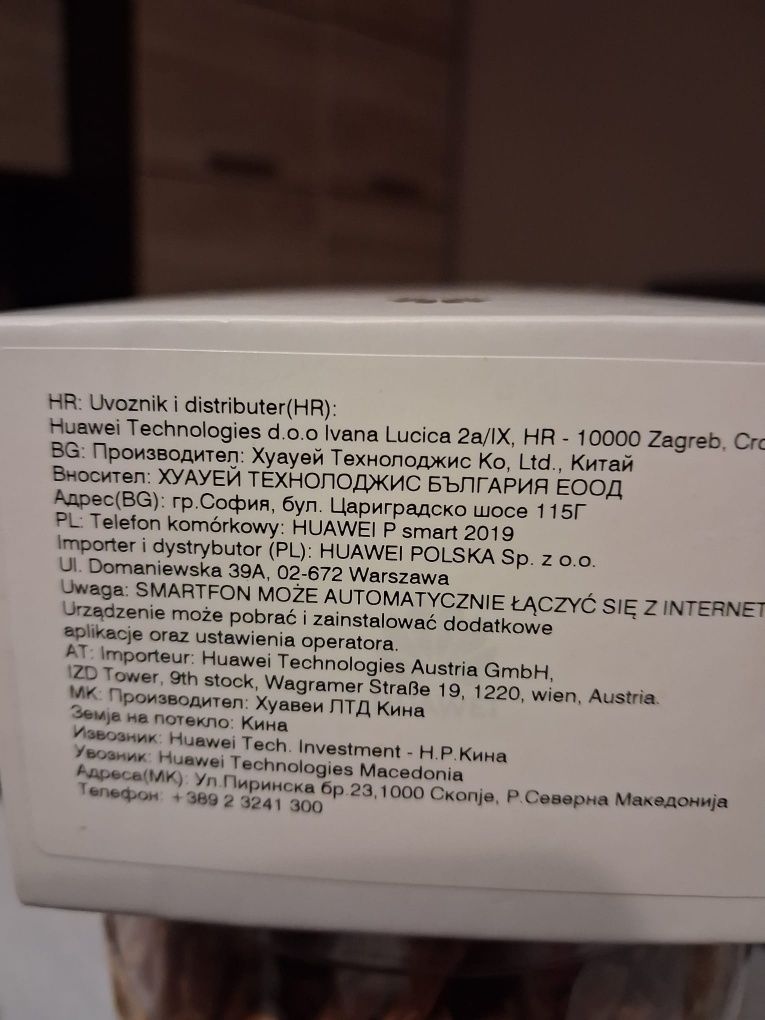 HR: Uvoznik i distributer(HR):
Huawei Technologies d.o.o Ivana Lucica 2a/IX, HR - 10000 Zagreb, Cro
BG: Производител: Хуауей Технолоджис Ко, Ltd., Китай
Вносител: ХУАУЕЙ ТЕХНОЛОДЖИС БЪЛГАРИЯ ЕООД
Адрес(BG): гр.София, бул. Цариградско шосе 115Г
PL: Telefon komórkowy: HUAWEI P smart 2019
Importer i dystrybutor (PL): HUAWEI POLSKA Sp. z o.o.
Ul. Domaniewska 39A, 02-672 Warszawa
Uwaga: SMARTFON MOŻE AUTOMATYCZNIE ŁĄCZYĆ SIĘ Z INTERNET
Urządzenie może pobrać i zainstalować dodatkowe
aplikacje oraz ustawienia operatora.
AT: Importeur: Huawei Technologies Austria GmbH,
IZD Tower, 9th stock, Wagramer Straße 19, 1220, wien, Austria.
MK: Производител: Хуавеи ЛТД Кина
Земја на потекло: Кина
Извозник: Huawei Tech. Investment - Н.Р.Кина
Увозник: Huawei Technologies Macedonia
Адреса(МК): Ул.Пиринска бр.23,1000 Скопје, Р.Северна Македонија
Телефон: +389 2 3241 300